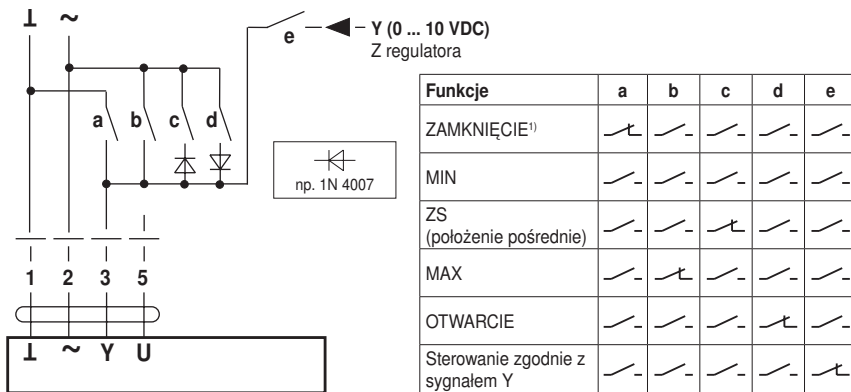 ⊥ ~
e
Y (0 ... 10 VDC)
Z regulatora
a b c d
np. 1N 4007
1 2 3 5
⊥ ~ Y U
Funkcje a b c d e
ZAMKNIĘCIE¹⁾
MIN
ZS
(położenie pośrednie)
MAX
OTWARCIE
Sterowanie zgodnie z
sygnałem Y